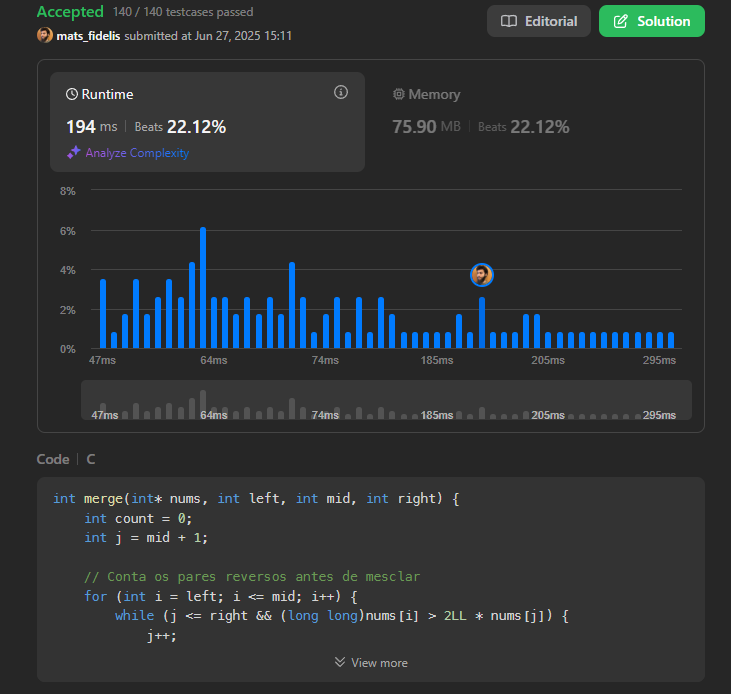 Accepted 140 / 140 testcases passed
Editorial
Solution
mats_fidelis submitted at Jun 27, 2025 15:11
Runtime
194 ms | Beats 22.12%
Analyze Complexity
Memory
75.90 MB | Beats 22.12%
8%
6%
4%
2%
0%
47ms 64ms 74ms 185ms 205ms 295ms
47ms 64ms 74ms 185ms 205ms 295ms
Code | C
int merge(int* nums, int left, int mid, int right) {
    int count = 0;
    int j = mid + 1;
    // Conta os pares reversos antes de mesclar
    for (int i = left; i <= mid; i++) {
        while (j <= right && (long long)nums[i] > 2LL * nums[j]) {
            j++;
View more